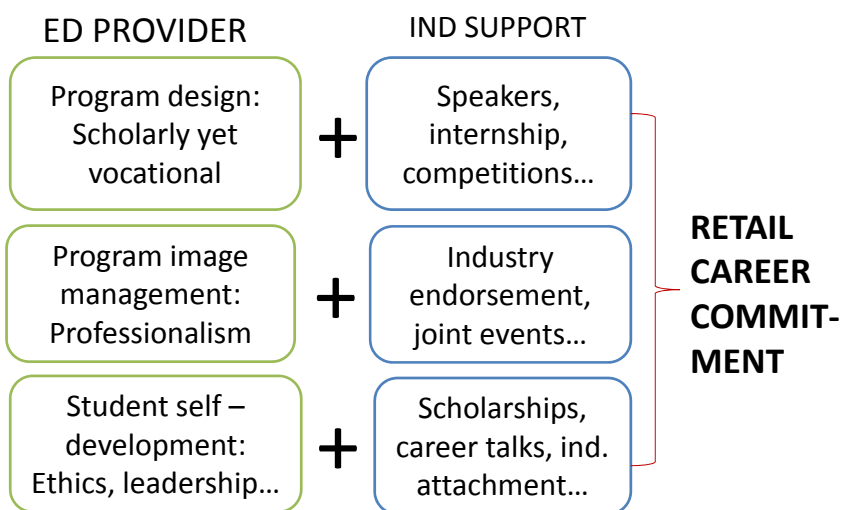 ED PROVIDER
IND SUPPORT
Program design:
Scholarly yet
vocational
+
Speakers,
internship,
competitions…
Program image
management:
Professionalism
+
Industry
endorsement,
joint events…
Student self –
development:
Ethics, leadership…
+
Scholarships,
career talks, ind.
attachment…
RETAIL
CAREER
COMMIT-
MENT